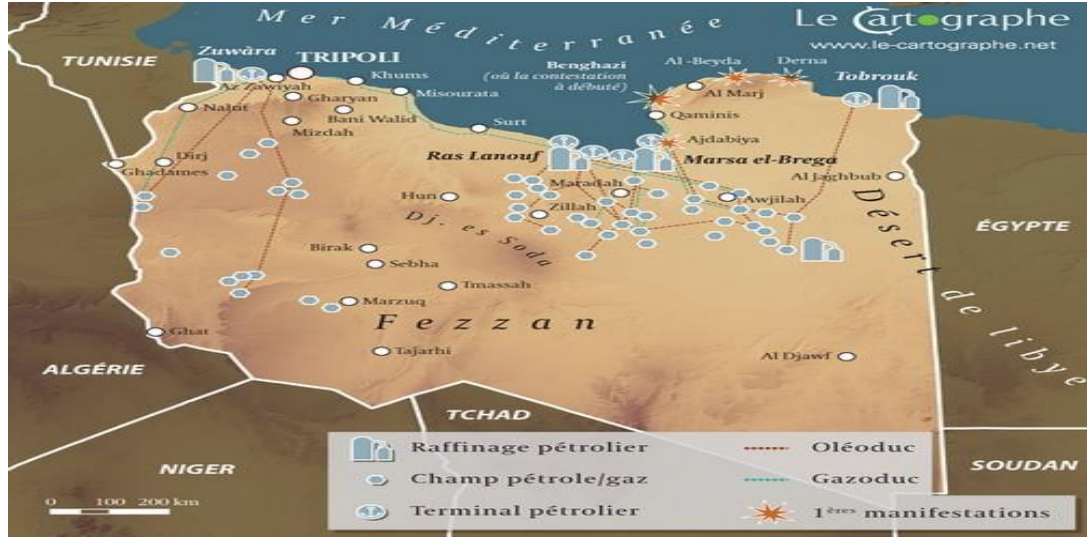 Mer Méditerranée
Le Cartographe
www.le-cartographe.net
TUNISIE
Zuwàra
TRIPOLI
Az Zawiyah
Khums
Misourata
Gharyan
Nalut
Bani Walid
Mizdah
Surt
Benghazi
(où la contestation
à débuté)
Al -Beyda
Derna
Tobrouk
Al Marj
Qaminis
Ajdabiya
Ras Lanouf
Marsa el-Brega
Dirj
Ghadames
Al Jaghbub
Hun
Maradah
Zillah
Awjilah
Dj. es Soda
Désert de libye
ÉGYPTE
Birak
Sebha
Tmassah
Marzuq
Fezzan
Ghat
Tajarhi
Al Djawf
ALGÉRIE
TCHAD
NIGER
SOUDAN
0 100 200 km
Raffinage pétrolier
Champ pétrole/gaz
Terminal pétrolier
Oléoduc
Gazoduc
1ères manifestations